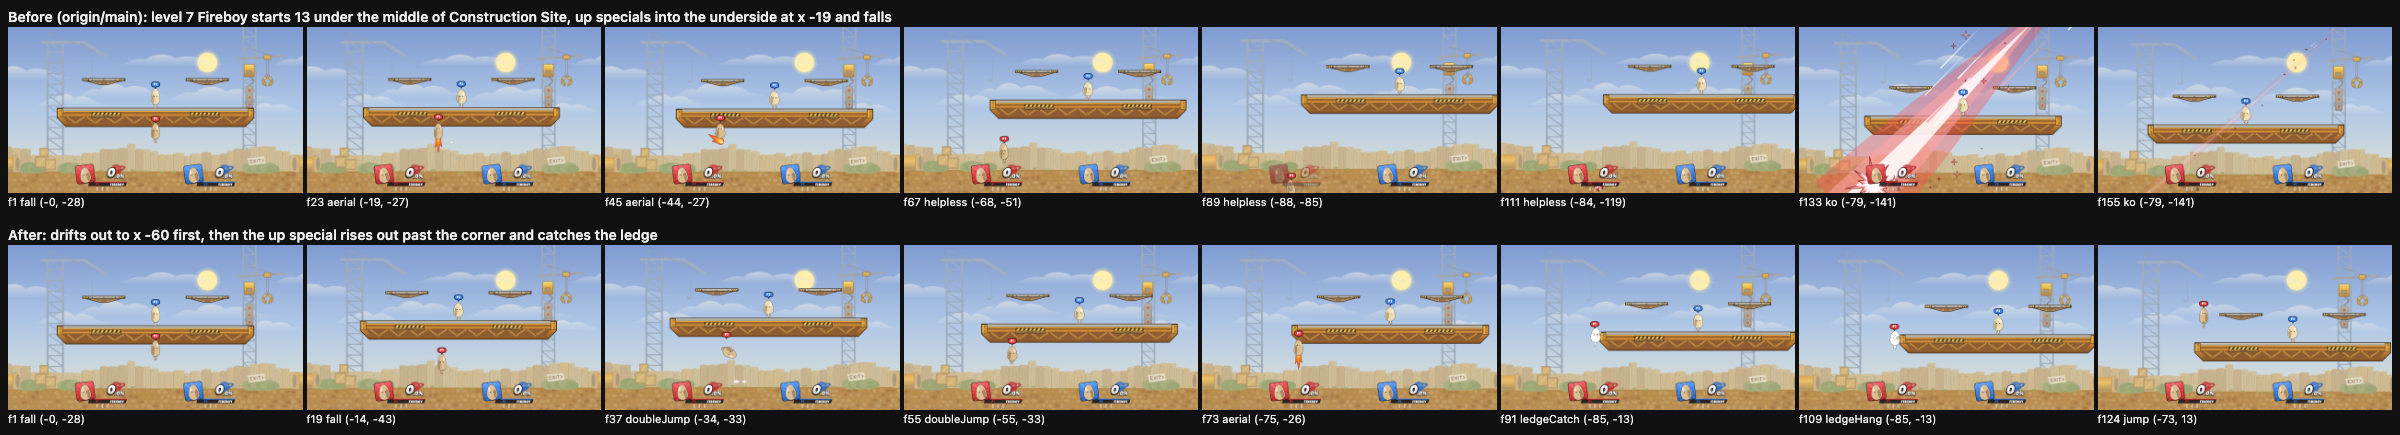 Before (origin/main): level 7 Fireboy starts 13 under the middle of Construction Site, up specials into the underside at x -19 and falls
f1 fall (-0, -28)
f23 aerial (-19, -27)
f45 aerial (-44, -27)
f67 helpless (-68, -51)
f89 helpless (-88, -85)
f111 helpless (-84, -119)
f133 ko (-79, -141)
f155 ko (-79, -141)
After: drifts out to x -60 first, then the up special rises out past the corner and catches the ledge
f1 fall (-0, -28)
f19 fall (-14, -43)
f37 doubleJump (-34, -33)
f55 doubleJump (-55, -33)
f73 aerial (-75, -26)
f91 ledgeCatch (-85, -13)
f109 ledgeHang (-85, -13)
f124 jump (-73, 13)